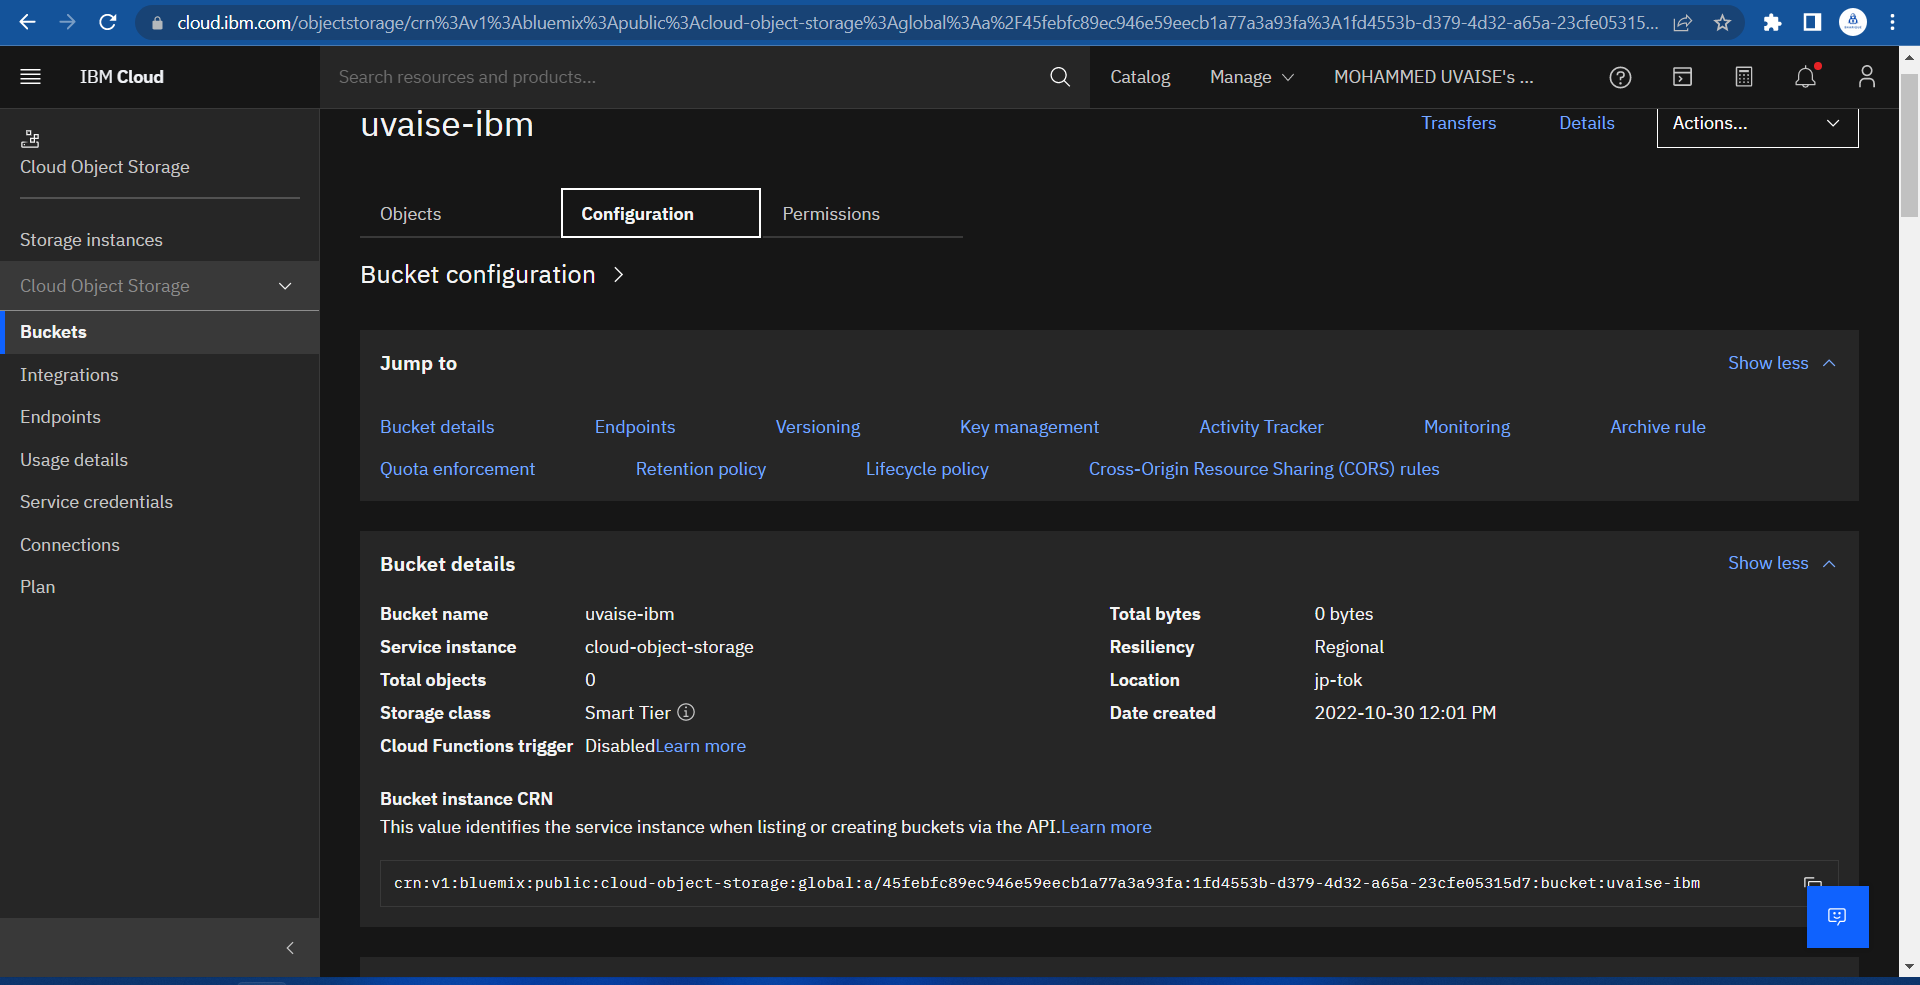 cloud.ibm.com/objectstorage/crn%3Av1%3Abluemix%3Apublic%3Acloud-object-storage%3Aglobal%3Aa%2F45febfc89ec946e59eecb1a77a3a93fa%3A1fd4553b-d379-4d32-a65a-23cfe05315...
IBM Cloud
Search resources and products...
Catalog
Manage
MOHAMMED UVAISE's ...
Cloud Object Storage
Storage instances
Cloud Object Storage
Buckets
Integrations
Endpoints
Usage details
Service credentials
Connections
Plan
uvaise-ibm
Transfers
Details
Actions...
Objects
Configuration
Permissions
Bucket configuration
Jump to
Show less
Bucket details Endpoints Versioning Key management Activity Tracker Monitoring Archive rule
Quota enforcement Retention policy Lifecycle policy Cross-Origin Resource Sharing (CORS) rules
Bucket details
Show less
Bucket name uvaise-ibm
Service instance cloud-object-storage
Total objects 0
Storage class Smart Tier
Cloud Functions trigger DisabledLearn more
Total bytes 0 bytes
Resiliency Regional
Location jp-tok
Date created 2022-10-30 12:01 PM
Bucket instance CRN
This value identifies the service instance when listing or creating buckets via the API.Learn more
crn:v1:bluemix:public:cloud-object-storage:global:a/45febfc89ec946e59eecb1a77a3a93fa:1fd4553b-d379-4d32-a65a-23cfe05315d7:bucket:uvaise-ibm